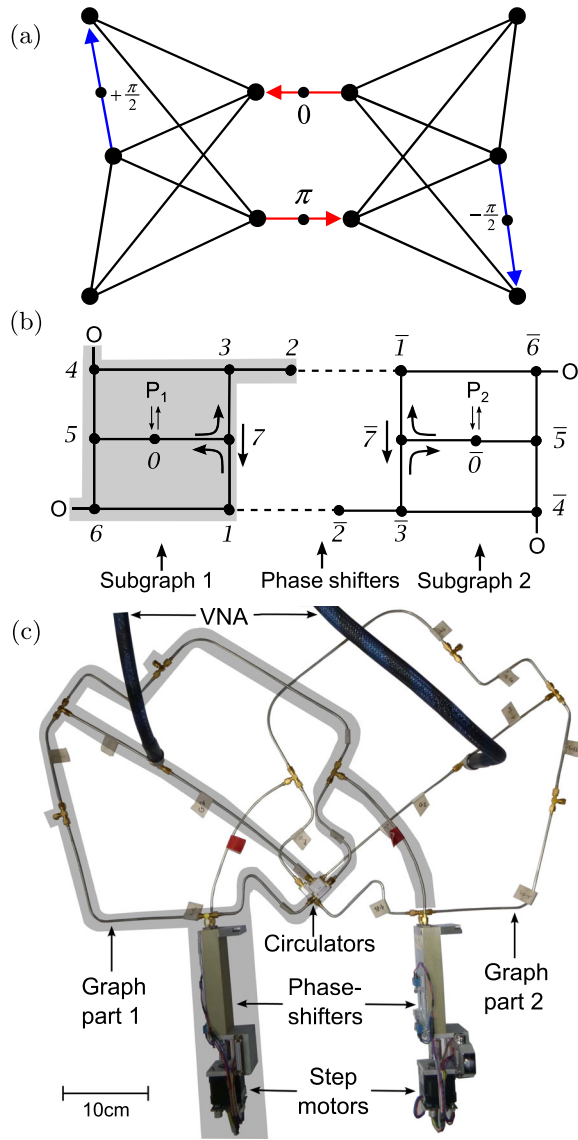 (a)
+π/2
0
π
−π/2
(b)
O
3 2 1̅ 6̅
4 O
P₁ P₂
5 0 7 7̅ 0̅ 5̅
O 6 1 2̅ 3̅ 4̅
O
Subgraph 1 Phase shifters Subgraph 2
(c)
VNA
Circulators
Graph part 1
Phase-shifters
Graph part 2
Step motors
10cm